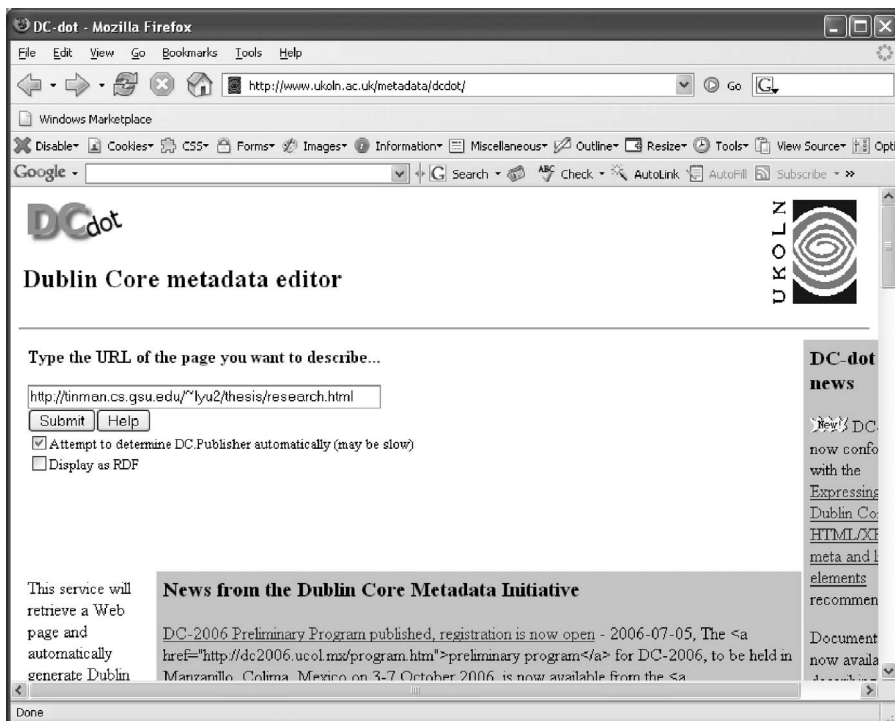 DC-dot - Mozilla Firefox
File Edit View Go Bookmarks Tools Help
http://www.ukoln.ac.uk/metadata/dcdot/ Go G
Windows Marketplace
Disable Cookies CSS Forms Images Information Miscellaneous Outline Resize Tools View Source Opti
Google Search ABC Check AutoLink AutoFill Subscribe
DCdot
UKOLN
Dublin Core metadata editor
Type the URL of the page you want to describe...
http://tinman.cs.gsu.edu/~lyu2/thesis/research.html
Submit Help
Attempt to determine DC.Publisher automatically (may be slow)
Display as RDF
DC-dot
news
New! DC-
now confo
with the
Expressing
Dublin Co
HTML/XH
meta and l
elements
recommen
Document
now availa
This service will
retrieve a Web
page and
automatically
generate Dublin
News from the Dublin Core Metadata Initiative
DC-2006 Preliminary Program published, registration is now open - 2006-07-05, The <a
href="http://dc2006.ucol.mx/program.htm">preliminary program</a> for DC-2006, to be held in
Manzanillo, Colima, Mexico on 3-7 October 2006, is now available from the <a
Done